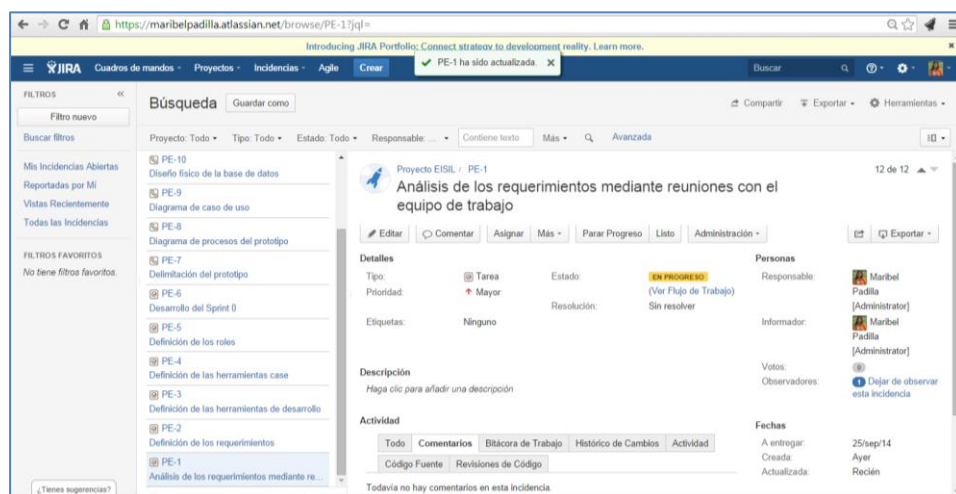 https://maribelpadilla.atlassian.net/browse/PE-1?jql=
Introducing JIRA Portfolio: Connect strategy to development reality. Learn more.
JIRA Cuadros de mandos Proyectos Incidencias Agile Crear
PE-1 ha sido actualizada.
Buscar
FILTROS
Filtro nuevo
Buscar filtros
Mis Incidencias Abiertas
Reportadas por Mí
Vistas Recientemente
Todas las Incidencias
FILTROS FAVORITOS
No tiene filtros favoritos.
¿Tienes sugerencias?
Búsqueda Guardar como
Compartir Exportar Herramientas
Proyecto: Todo Tipo: Todo Estado: Todo Responsable: ... Contiene texto Más Avanzada
PE-10
Diseño físico de la base de datos
PE-9
Diagrama de caso de uso
PE-8
Diagrama de procesos del prototipo
PE-7
Delimitación del prototipo
PE-6
Desarrollo del Sprint 0
PE-5
Definición de los roles
PE-4
Definición de las herramientas case
PE-3
Definición de las herramientas de desarrollo
PE-2
Definición de los requerimientos
PE-1
Análisis de los requerimientos mediante re...
Proyecto EISIL / PE-1
12 de 12
Análisis de los requerimientos mediante reuniones con el
equipo de trabajo
Editar Comentar Asignar Más Parar Progreso Listo Administración Exportar
Detalles
Tipo: Tarea Estado: EN PROGRESO
Prioridad: Mayor (Ver Flujo de Trabajo)
Resolución: Sin resolver
Etiquetas: Ninguno
Descripción
Haga clic para añadir una descripción
Actividad
Todo Comentarios Bitácora de Trabajo Histórico de Cambios Actividad
Código Fuente Revisiones de Código
Todavía no hay comentarios en esta incidencia.
Personas
Responsable: Maribel
Padilla
[Administrator]
Informador: Maribel
Padilla
[Administrator]
Votos: 0
Observadores: 1 Dejar de observar
esta incidencia
Fechas
A entregar: 25/sep/14
Creada: Ayer
Actualizada: Recién